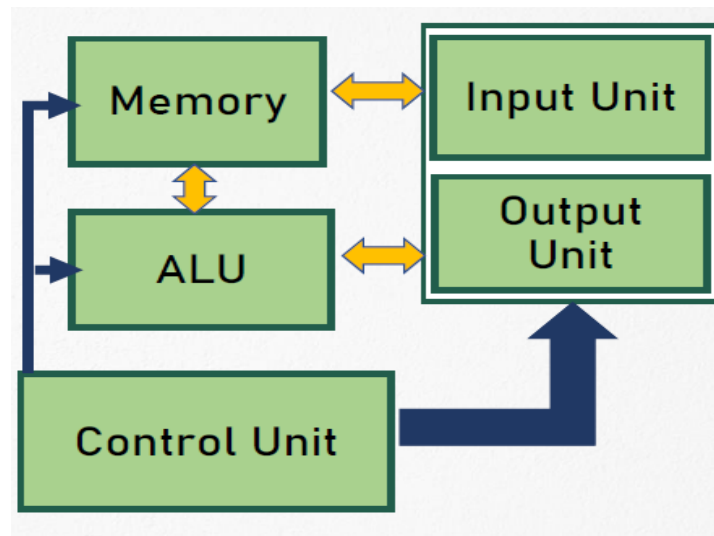 Memory
Input Unit
ALU
Output
Unit
Control Unit